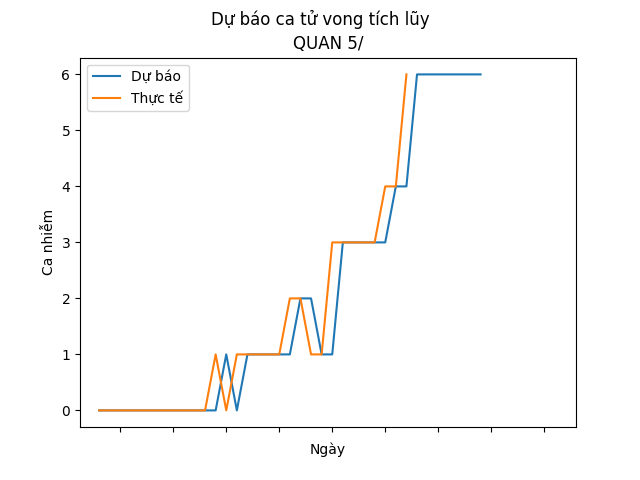 Dự báo ca tử vong tích lũy
QUAN 5/
Dự báo
Thực tế
6
5
4
3
2
1
0
Ca nhiễm
Ngày